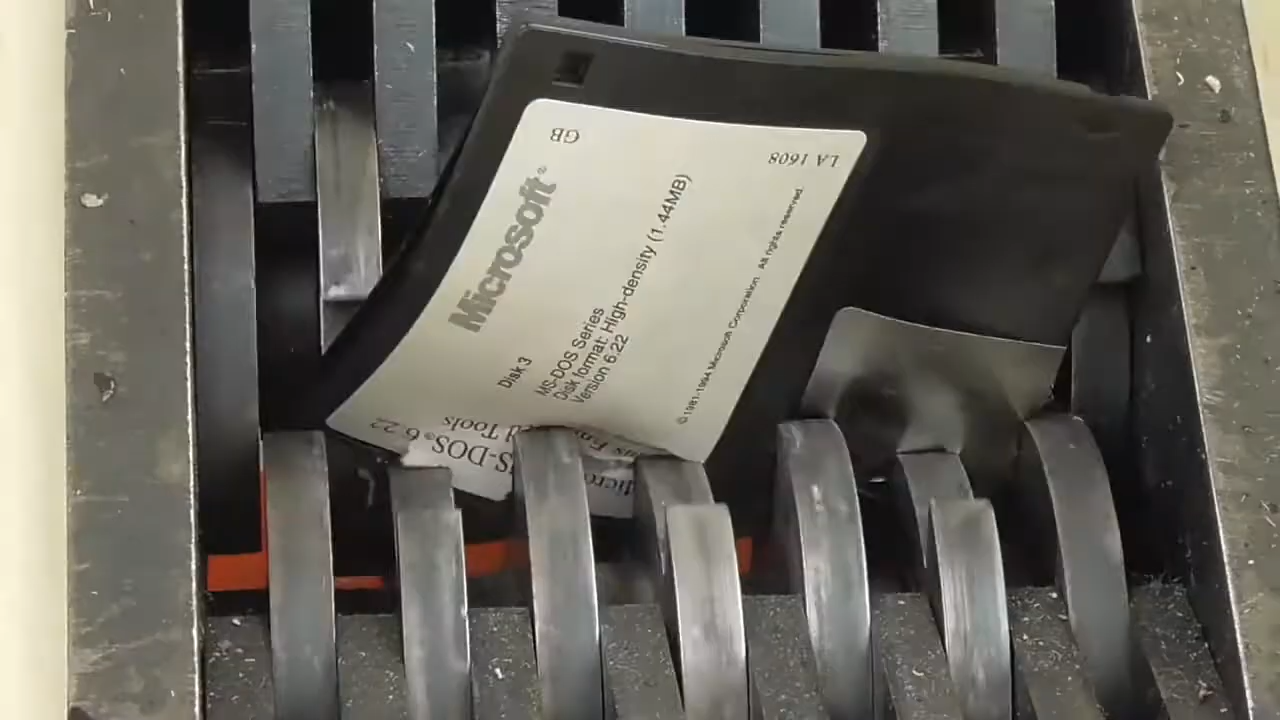 Microsoft®
Disk 3
MS-DOS Series
Disk format: High-density (1.44MB)
Version 6.22
©1981-1994 Microsoft Corporation. All rights reserved.
GB
LA 1608
MS-DOS® 6.22
Tools